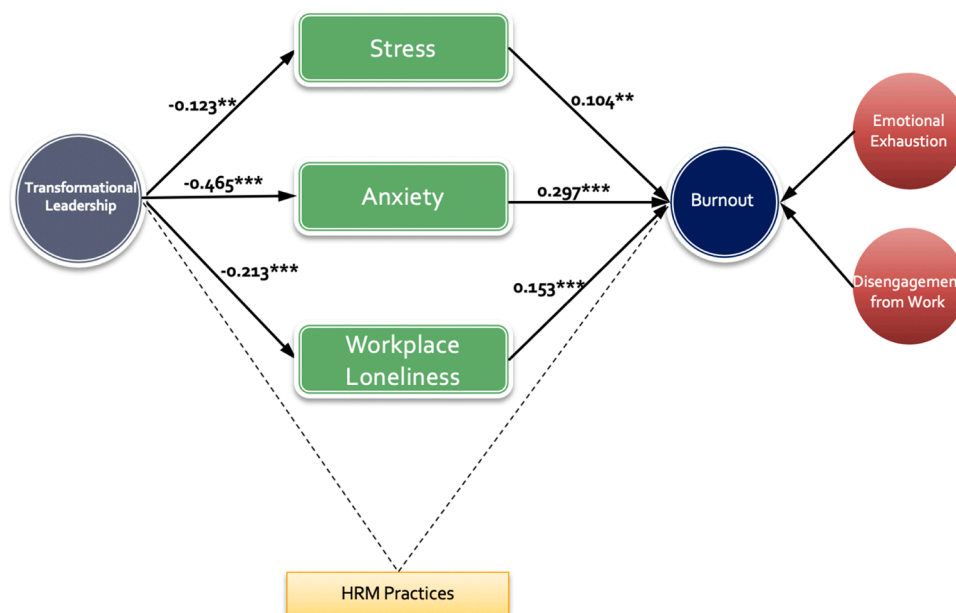 Stress
-0.123**
0.104**
Emotional
Exhaustion
Transformational
Leadership
-0.465***
Anxiety
0.297***
Burnout
-0.213***
0.153***
Disengagemen
from Work
Workplace
Loneliness
HRM Practices